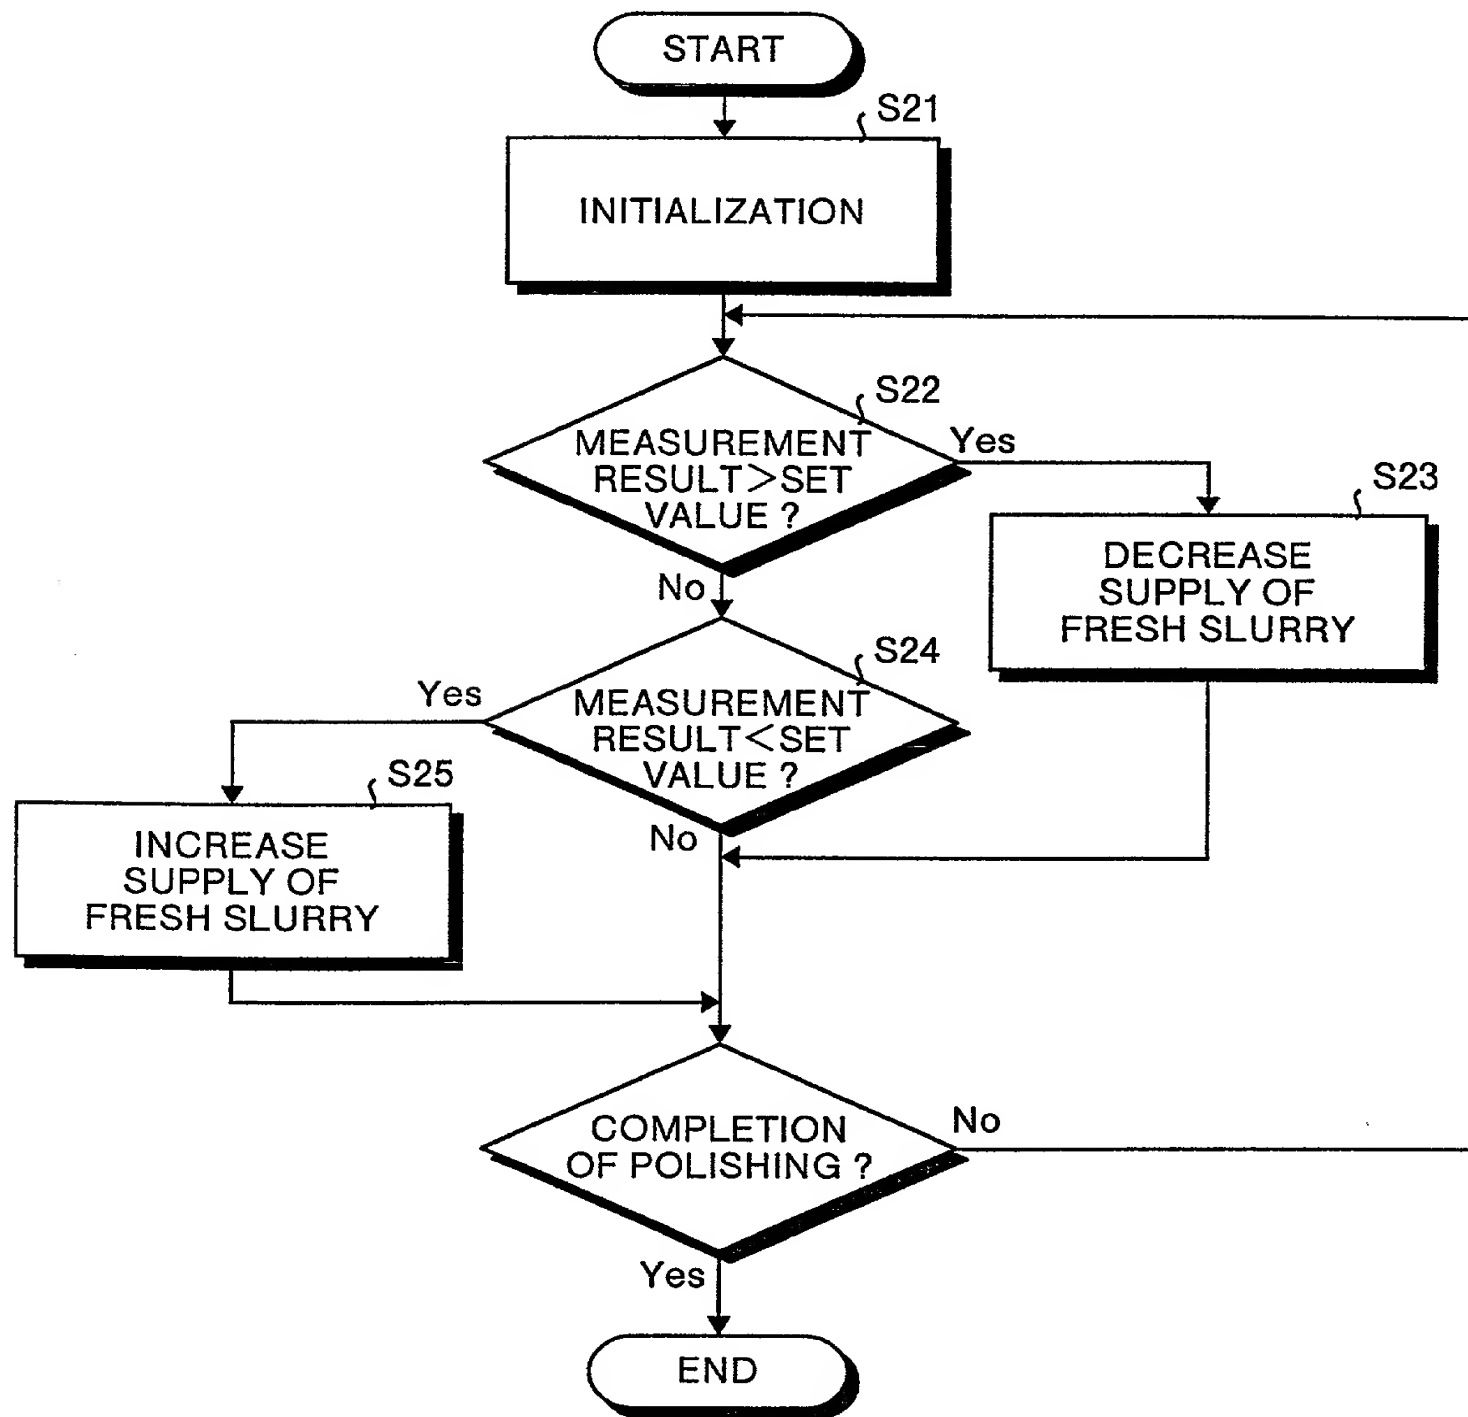 START
S21
INITIALIZATION
S22
MEASUREMENT
RESULT>SET
VALUE ?
Yes
No
S23
DECREASE
SUPPLY OF
FRESH SLURRY
S24
MEASUREMENT
RESULT<SET
VALUE ?
Yes
No
S25
INCREASE
SUPPLY OF
FRESH SLURRY
COMPLETION
OF POLISHING ?
No
Yes
END